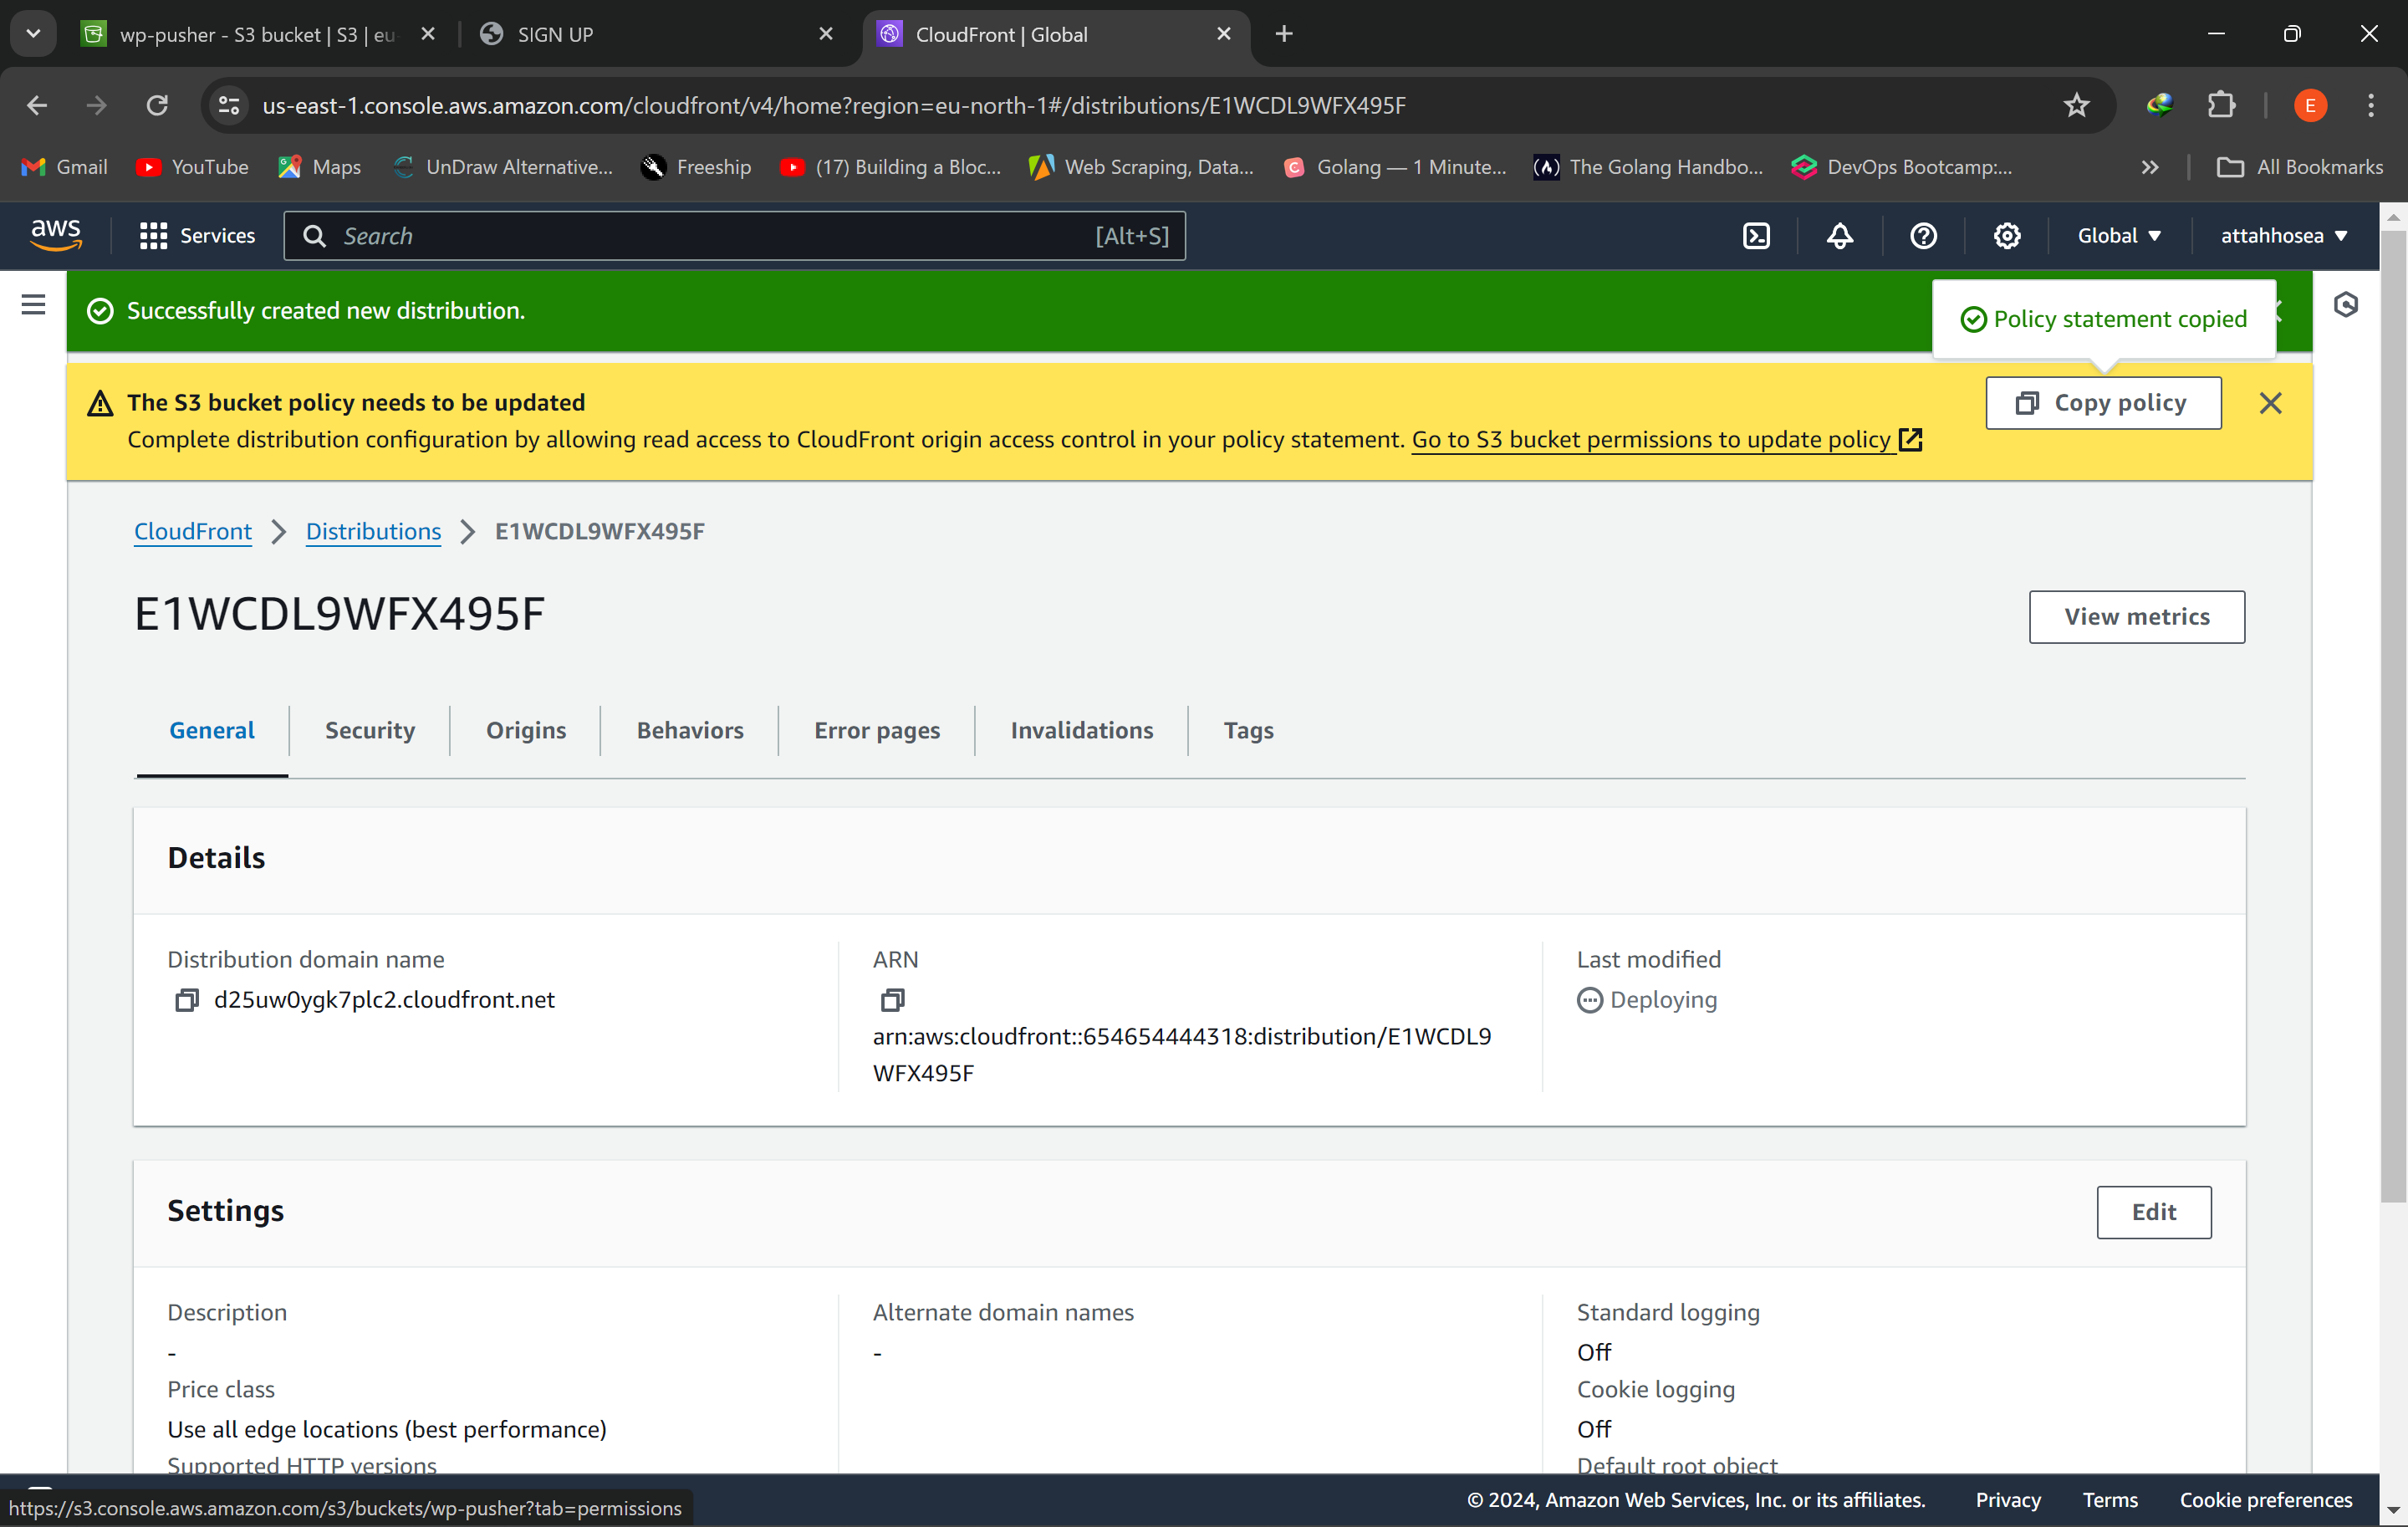 wp-pusher - S3 bucket | S3 | eu-
SIGN UP
CloudFront | Global
us-east-1.console.aws.amazon.com/cloudfront/v4/home?region=eu-north-1#/distributions/E1WCDL9WFX495F
E
Gmail
YouTube
Maps
UnDraw Alternative...
Freeship
(17) Building a Bloc...
Web Scraping, Data...
Golang — 1 Minute...
The Golang Handbo...
DevOps Bootcamp:...
»
All Bookmarks
aws
Services
Search
[Alt+S]
Global
attahhosea
Successfully created new distribution.
Policy statement copied
The S3 bucket policy needs to be updated
Copy policy
Complete distribution configuration by allowing read access to CloudFront origin access control in your policy statement. Go to S3 bucket permissions to update policy
CloudFront
Distributions
E1WCDL9WFX495F
E1WCDL9WFX495F
View metrics
General
Security
Origins
Behaviors
Error pages
Invalidations
Tags
Details
Distribution domain name
d25uw0ygk7plc2.cloudfront.net
ARN
arn:aws:cloudfront::654654444318:distribution/E1WCDL9
WFX495F
Last modified
Deploying
Settings
Edit
Description
-
Price class
Use all edge locations (best performance)
Supported HTTP versions
Alternate domain names
-
Standard logging
Off
Cookie logging
Off
Default root object
https://s3.console.aws.amazon.com/s3/buckets/wp-pusher?tab=permissions
© 2024, Amazon Web Services, Inc. or its affiliates.
Privacy
Terms
Cookie preferences